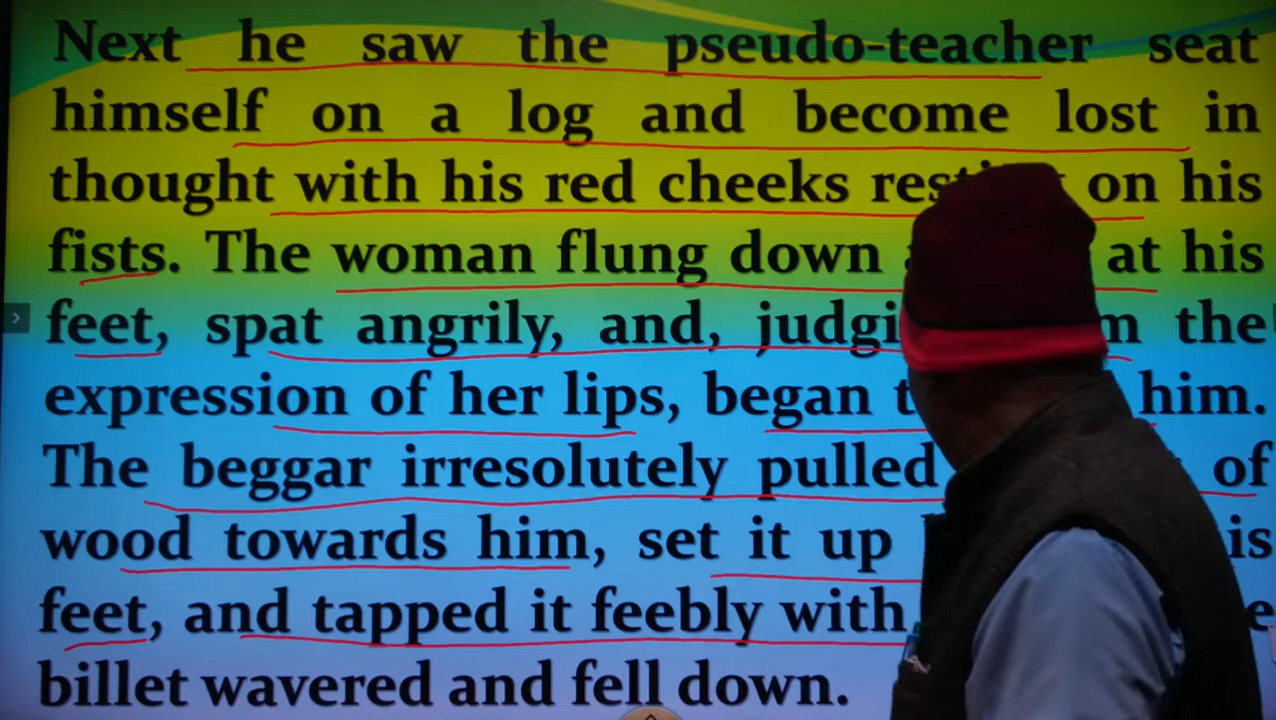 Next he saw the pseudo-teacher seat
himself on a log and become lost in
thought with his red cheeks on his
fists. The woman flung down at his
feet, spat angrily, and, the
expression of her lips, began him.
The beggar irresolutely pulled of
wood towards him, set it up
feet, and tapped it feebly with
billet wavered and fell down.